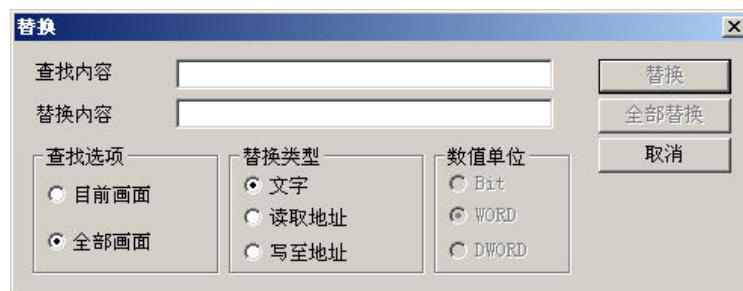 替换
查找内容
替换
替换内容
全部替换
取消
查找选项
目前画面
全部画面
替换类型
文字
读取地址
写至地址
数值单位
Bit
WORD
DWORD